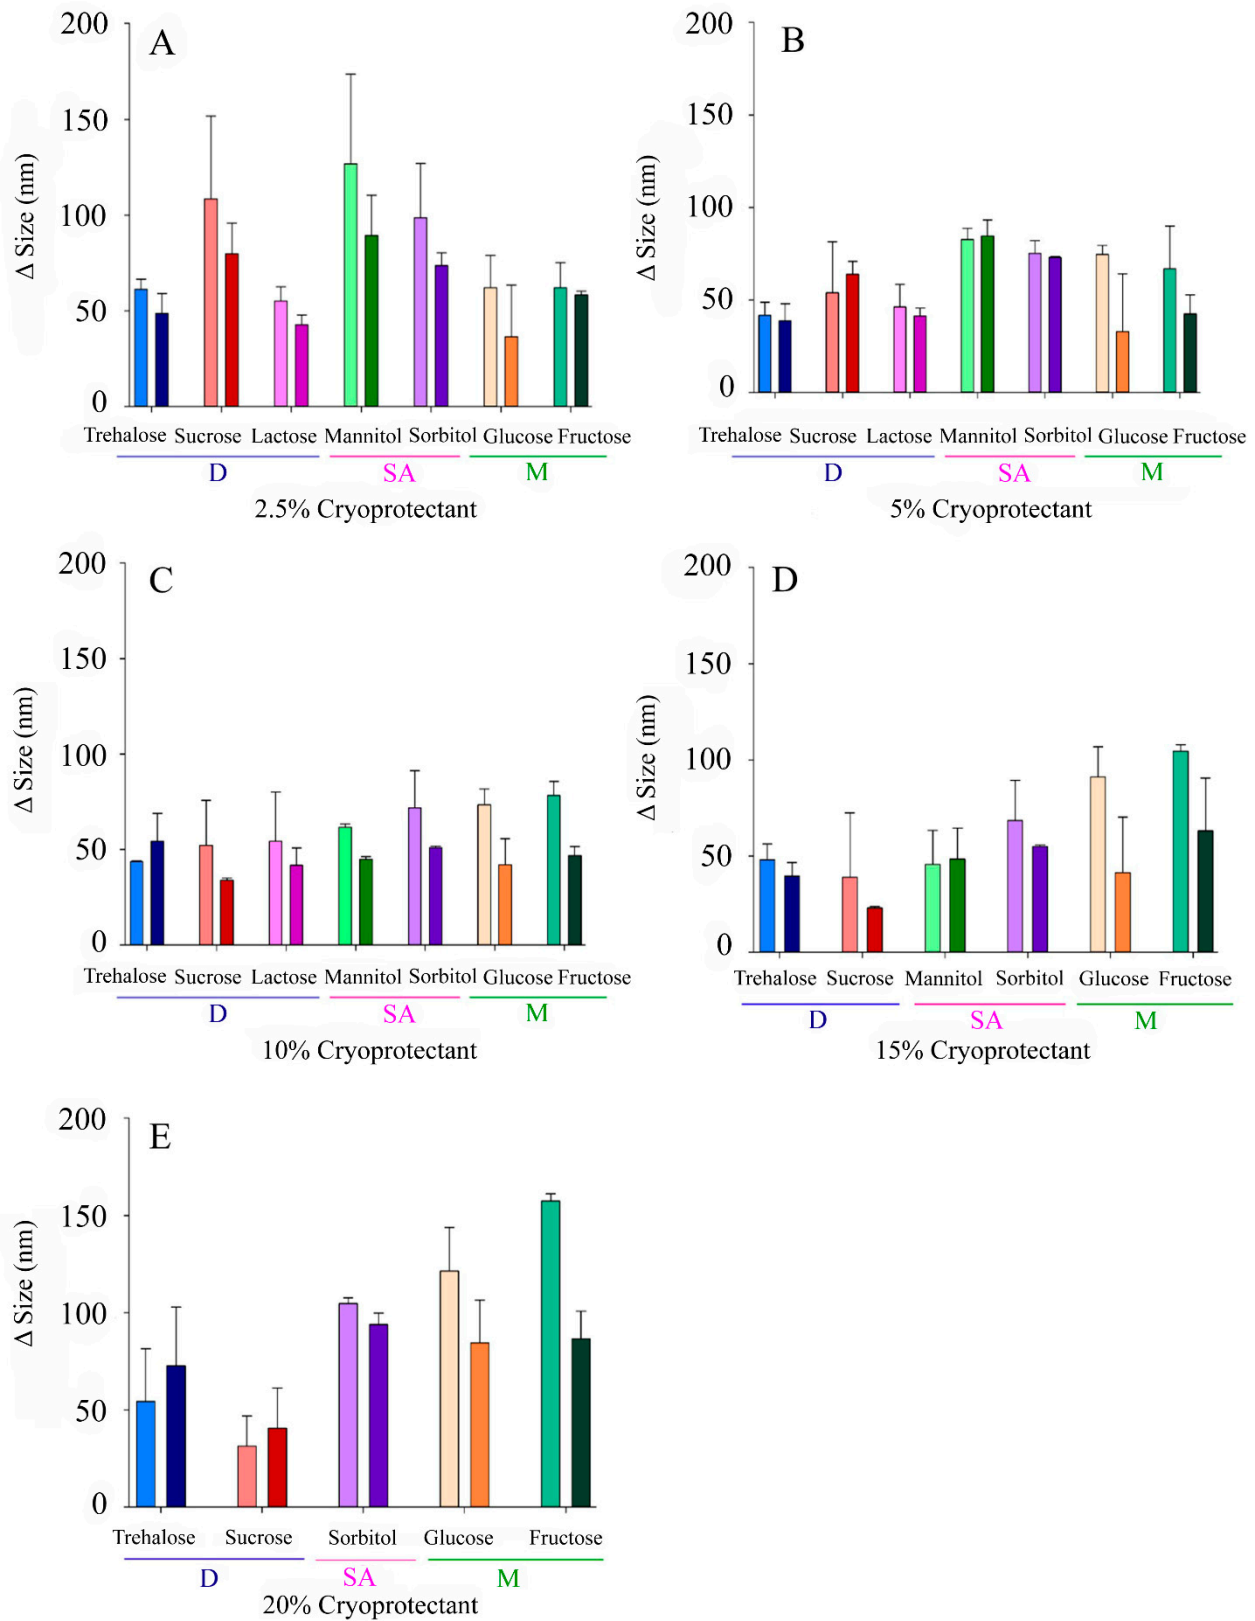 A
200
150
100
50
0
Δ Size (nm)
Trehalose Sucrose Lactose Mannitol Sorbitol Glucose Fructose
D SA M
2.5% Cryoprotectant
B
200
150
100
50
0
Δ Size (nm)
Trehalose Sucrose Lactose Mannitol Sorbitol Glucose Fructose
D SA M
5% Cryoprotectant
C
200
150
100
50
0
Δ Size (nm)
Trehalose Sucrose Lactose Mannitol Sorbitol Glucose Fructose
D SA M
10% Cryoprotectant
D
200
150
100
50
0
Δ Size (nm)
Trehalose Sucrose Mannitol Sorbitol Glucose Fructose
D SA M
15% Cryoprotectant
E
200
150
100
50
0
Δ Size (nm)
Trehalose Sucrose Sorbitol Glucose Fructose
D SA M
20% Cryoprotectant